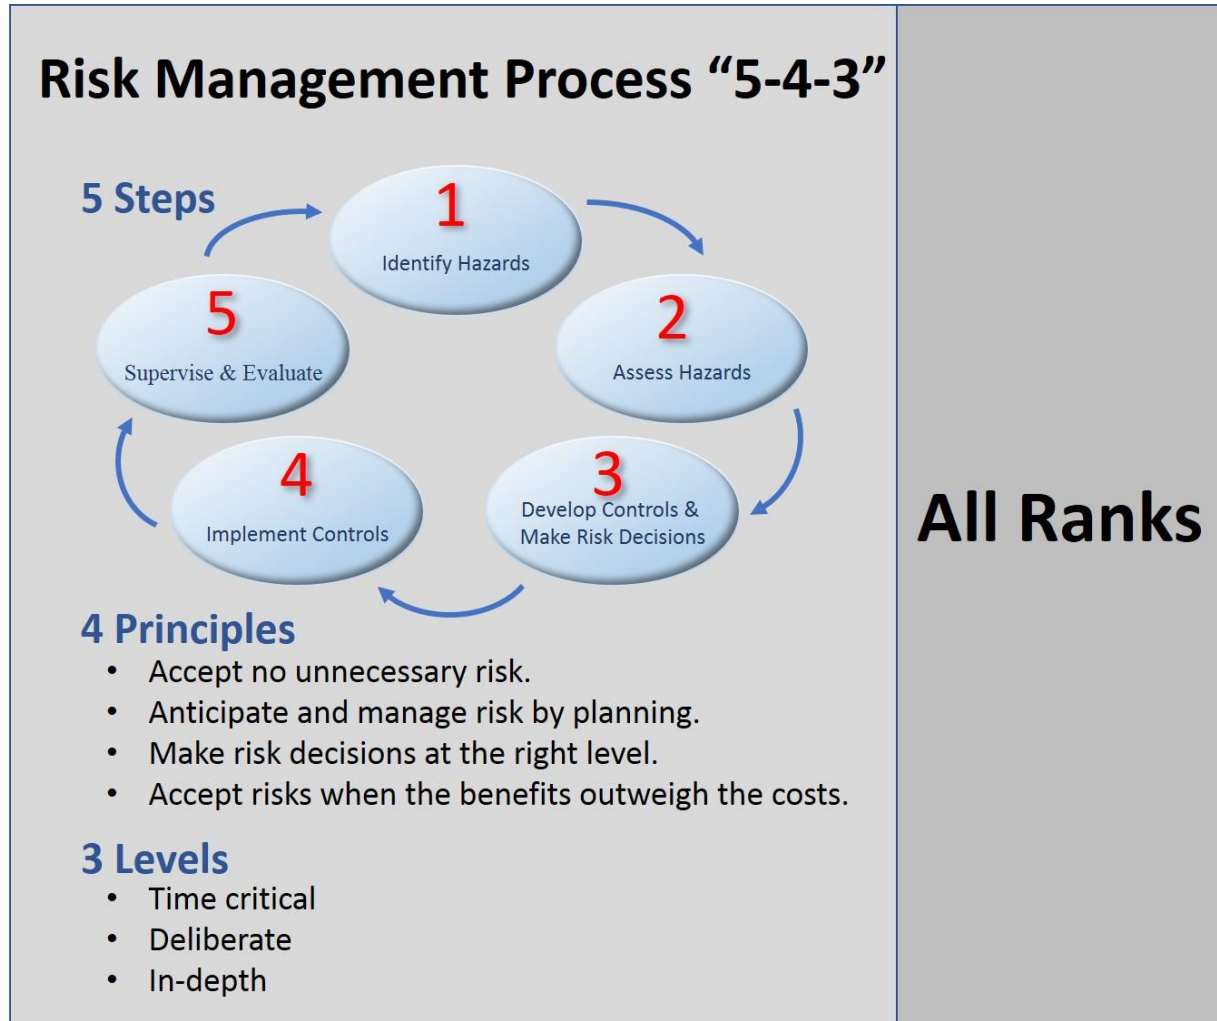 Risk Management Process “5-4-3”
5 Steps
1
Identify Hazards
2
Assess Hazards
3
Develop Controls &
Make Risk Decisions
4
Implement Controls
5
Supervise & Evaluate
4 Principles
• Accept no unnecessary risk.
• Anticipate and manage risk by planning.
• Make risk decisions at the right level.
• Accept risks when the benefits outweigh the costs.
3 Levels
• Time critical
• Deliberate
• In-depth
All Ranks